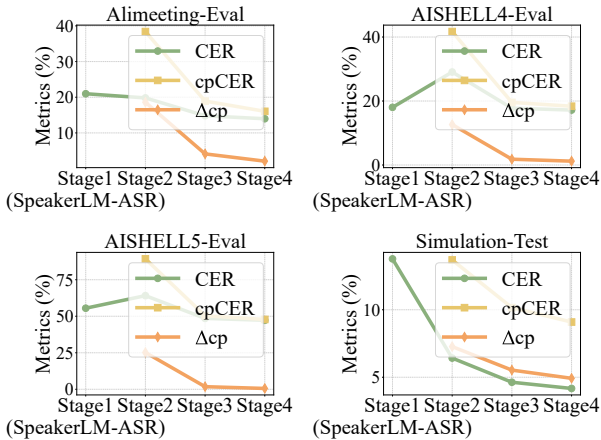 Alimeeting-Eval
Metrics (%)
40
30
20
10
CER
cpCER
Δcp
Stage1 Stage2 Stage3 Stage4
(SpeakerLM-ASR)
AISHELL4-Eval
Metrics (%)
40
20
0
CER
cpCER
Δcp
Stage1 Stage2 Stage3 Stage4
(SpeakerLM-ASR)
AISHELL5-Eval
Metrics (%)
75
50
25
0
CER
cpCER
Δcp
Stage1 Stage2 Stage3 Stage4
(SpeakerLM-ASR)
Simulation-Test
Metrics (%)
10
5
CER
cpCER
Δcp
Stage1 Stage2 Stage3 Stage4
(SpeakerLM-ASR)